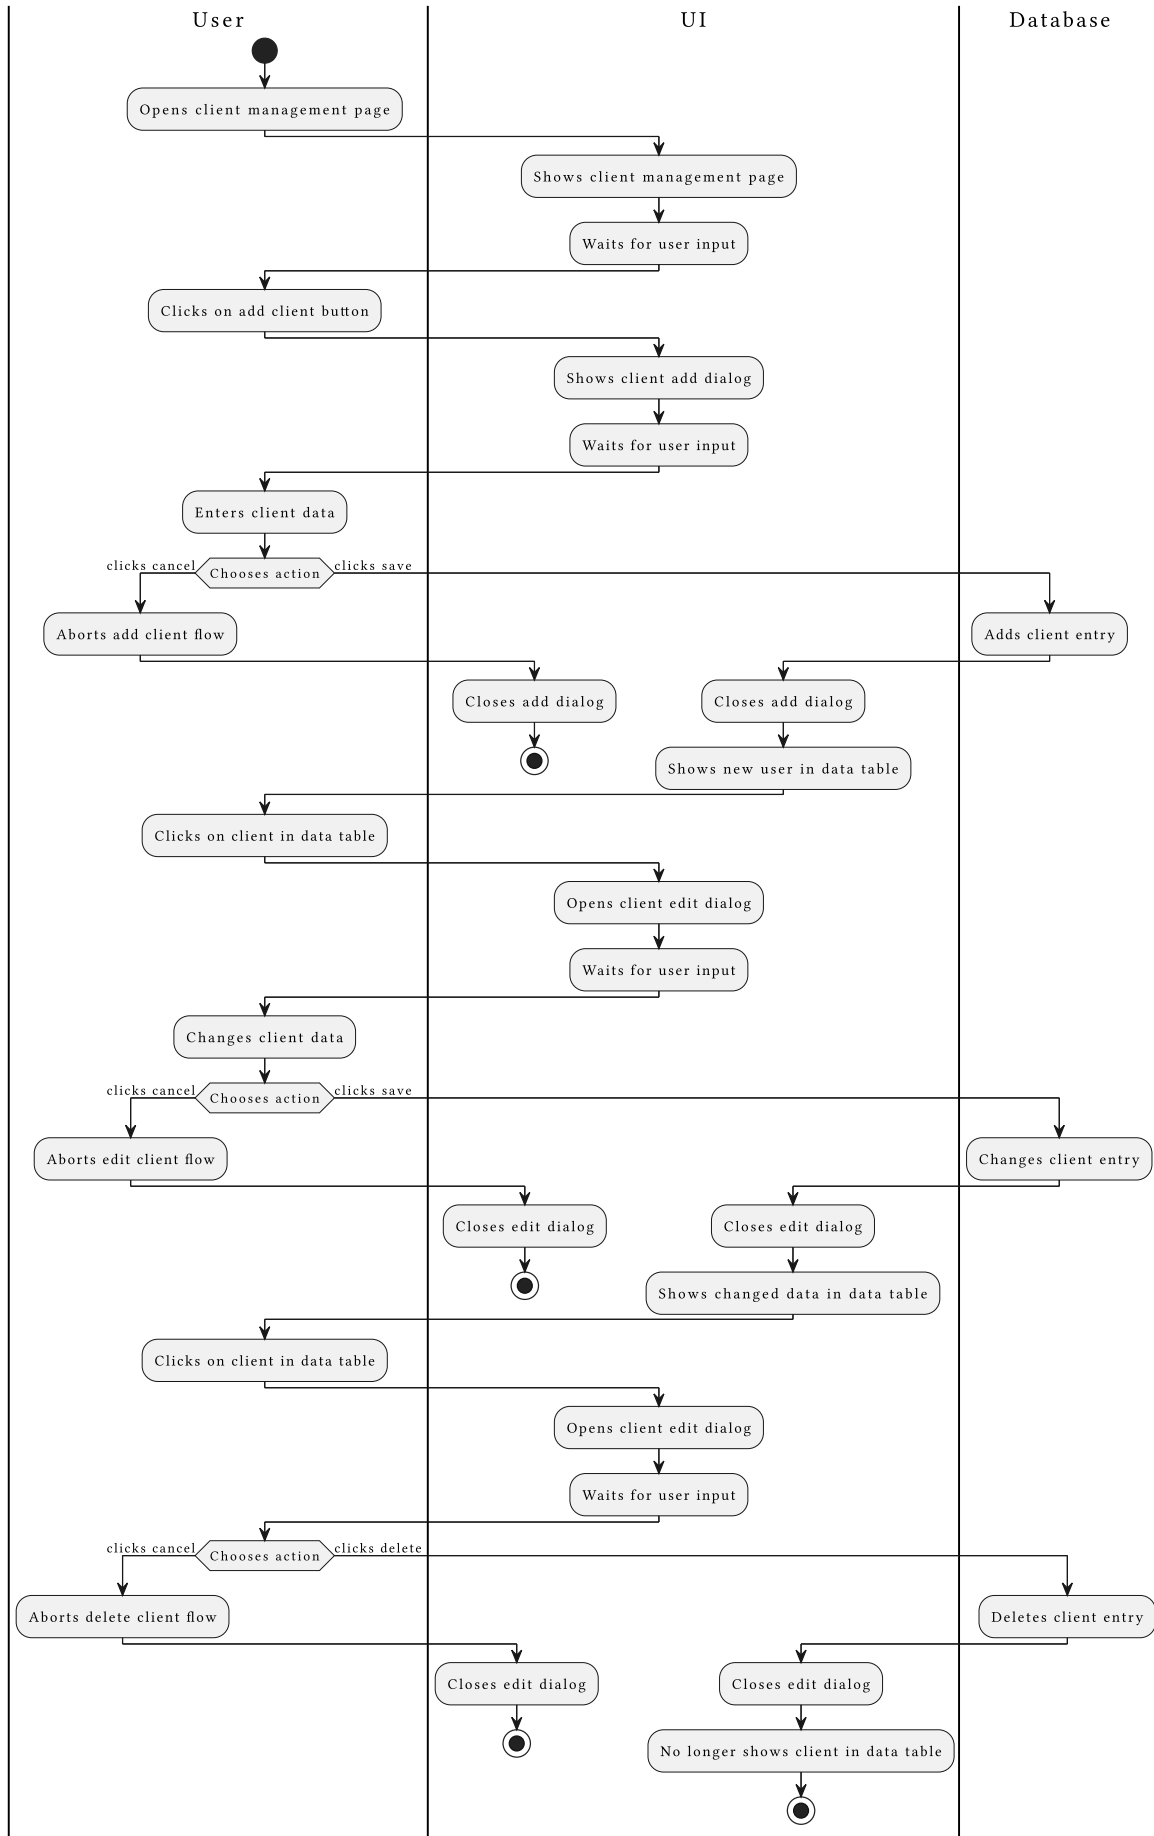 User
UI
Database
Opens client management page
Shows client management page
Waits for user input
Clicks on add client button
Shows client add dialog
Waits for user input
Enters client data
clicks cancel
Chooses action
clicks save
Aborts add client flow
Adds client entry
Closes add dialog
Closes add dialog
Shows new user in data table
Clicks on client in data table
Opens client edit dialog
Waits for user input
Changes client data
clicks cancel
Chooses action
clicks save
Aborts edit client flow
Changes client entry
Closes edit dialog
Closes edit dialog
Shows changed data in data table
Clicks on client in data table
Opens client edit dialog
Waits for user input
clicks cancel
Chooses action
clicks delete
Aborts delete client flow
Deletes client entry
Closes edit dialog
Closes edit dialog
No longer shows client in data table